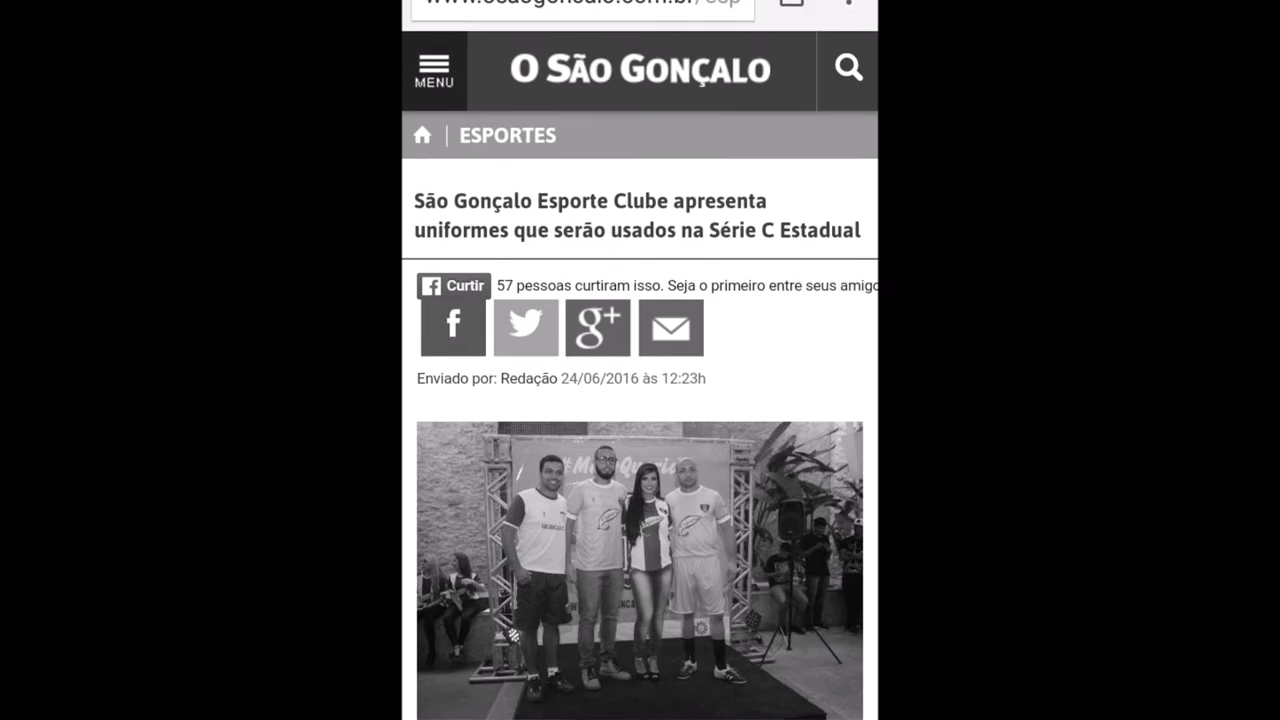 O SÃO GONÇALO
MENU
ESPORTES
São Gonçalo Esporte Clube apresenta
uniformes que serão usados na Série C Estadual
Curtir 57 pessoas curtiram isso. Seja o primeiro entre seus amigo
Enviado por: Redação 24/06/2016 às 12:23h